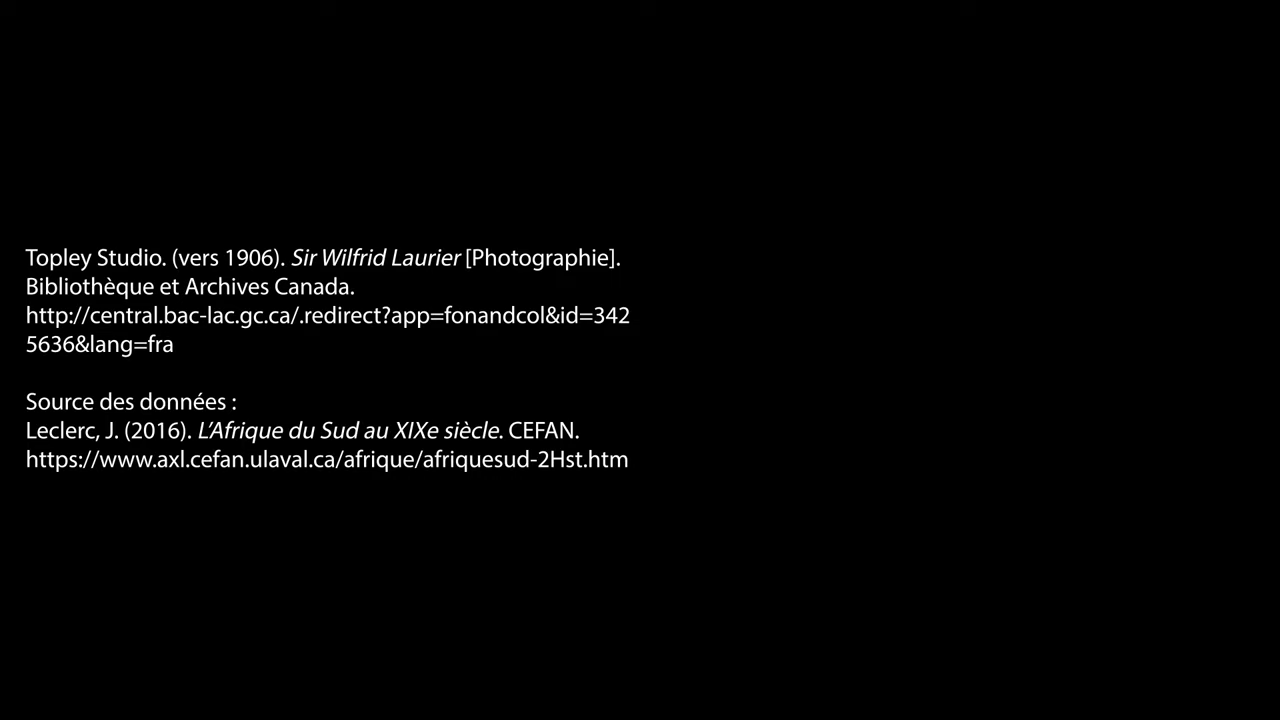 Topley Studio. (vers 1906). Sir Wilfrid Laurier [Photographie].
Bibliothèque et Archives Canada.
http://central.bac-lac.gc.ca/.redirect?app=fonandcol&id=342
5636&lang=fra
Source des données :
Leclerc, J. (2016). L’Afrique du Sud au XIXe siècle. CEFAN.
https://www.axl.cefan.ulaval.ca/afrique/afriquesud-2Hst.htm